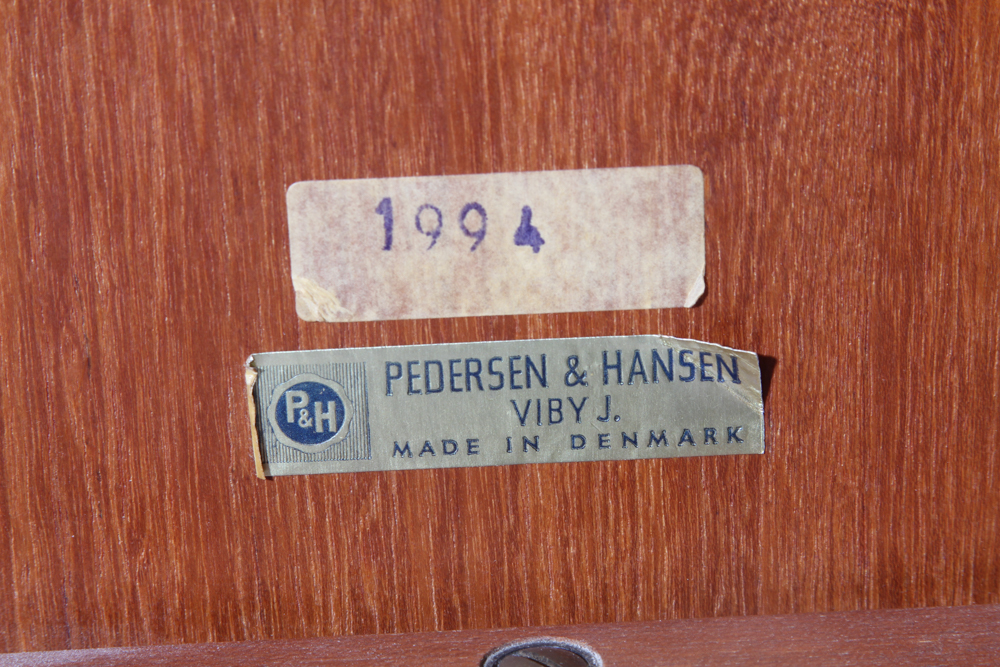 1994
P&H
PEDERSEN & HANSEN
VIBY J.
MADE IN DENMARK